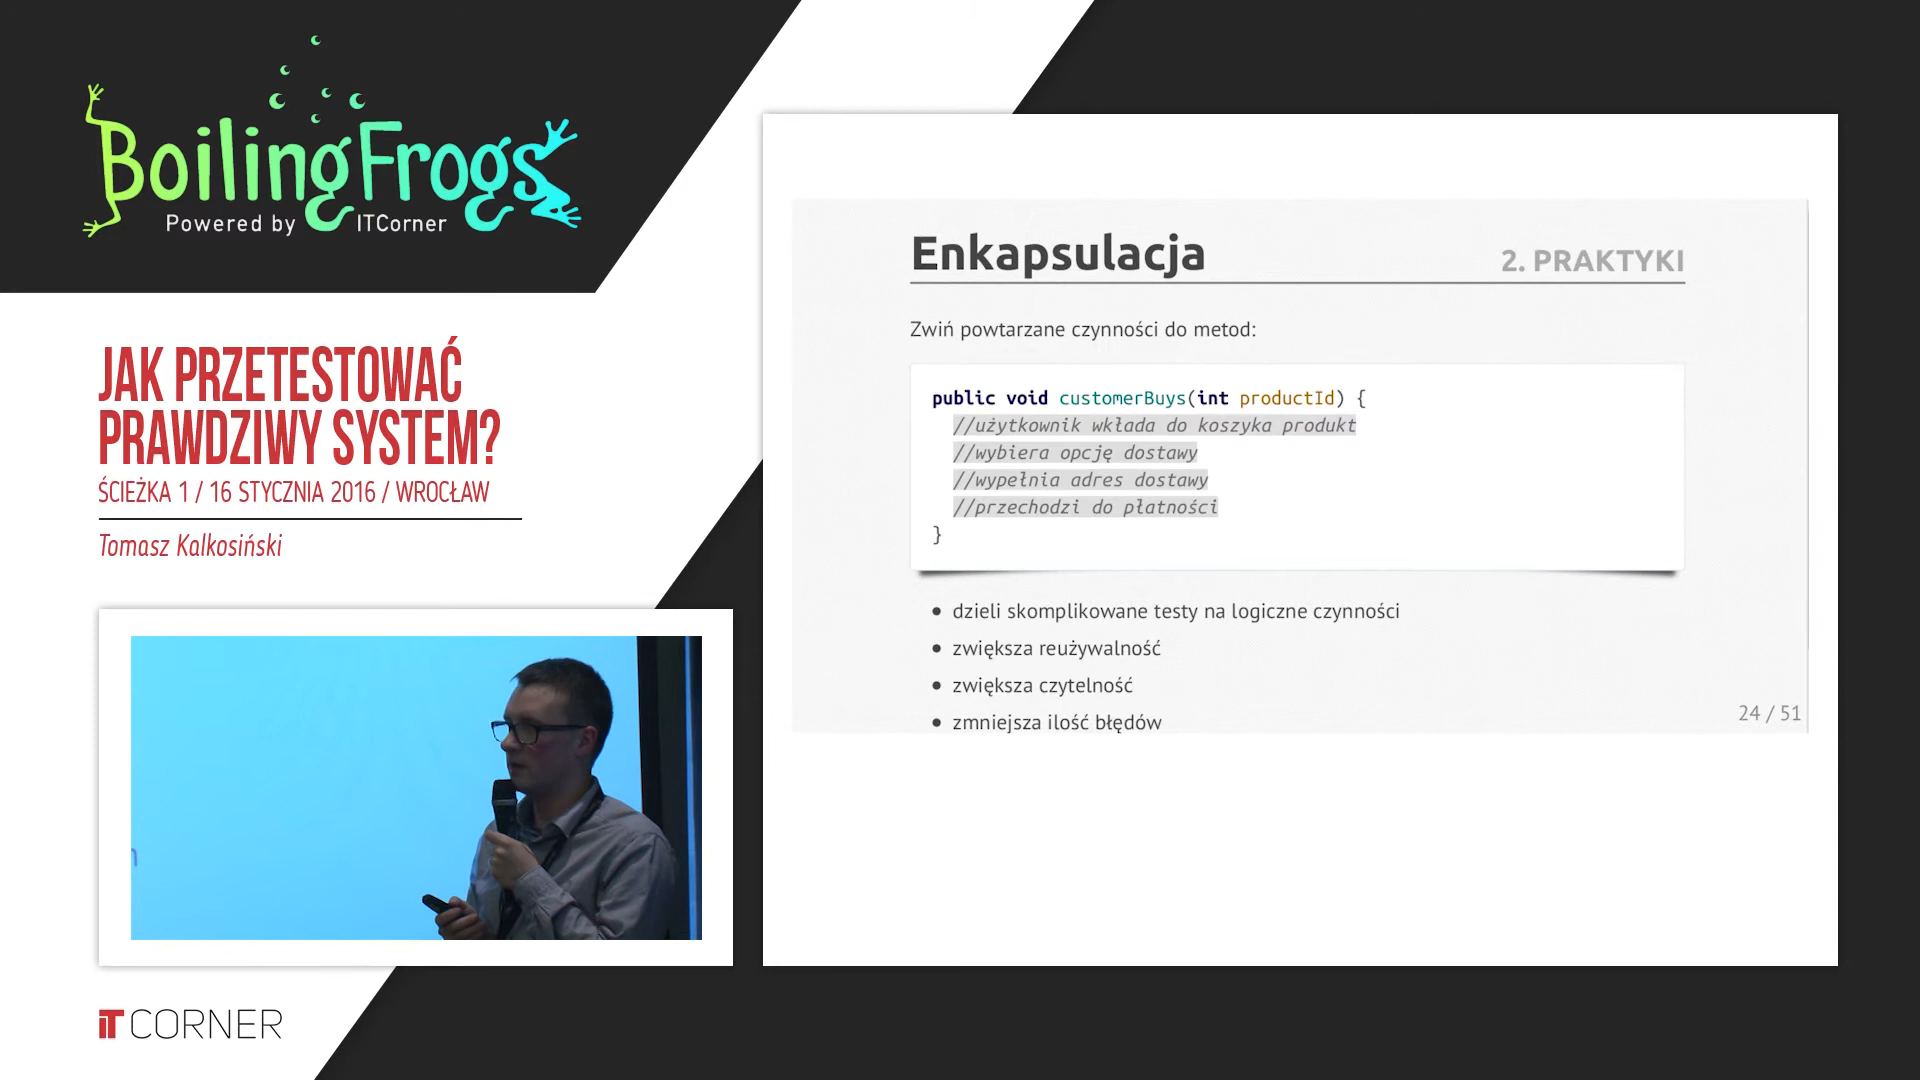 BoilingFrogs
Powered by ITCorner
JAK PRZETESTOWAĆ
PRAWDZIWY SYSTEM?
ŚCIEŻKA 1 / 16 STYCZNIA 2016 / WROCŁAW
Tomasz Kalkosiński
IT CORNER
Enkapsulacja
2. PRAKTYKI
Zwiń powtarzane czynności do metod:
public void customerBuys(int productId) {
//użytkownik wkłada do koszyka produkt
//wybiera opcję dostawy
//wypełnia adres dostawy
//przechodzi do płatności
}
• dzieli skomplikowane testy na logiczne czynności
• zwiększa reużywalność
• zwiększa czytelność
• zmniejsza ilość błędów
24 / 51